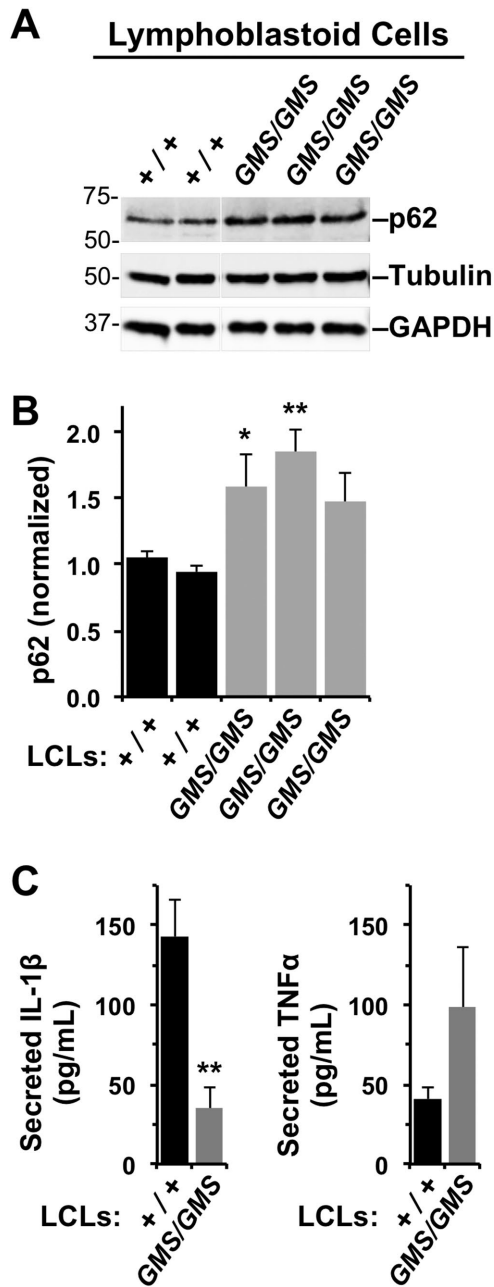 A
Lymphoblastoid Cells
+/+ +/+ GMS/GMS GMS/GMS GMS/GMS
75-
50-
–p62
50-
–Tubulin
37-
–GAPDH
B
p62 (normalized)
2.0
1.5
1.0
0.5
0.0
* **
LCLs: +/+ +/+ GMS/GMS GMS/GMS GMS/GMS
C
Secreted IL-1β
(pg/mL)
150
100
50
0
**
LCLs: +/+ GMS/GMS
Secreted TNFα
(pg/mL)
150
100
50
0
LCLs: +/+ GMS/GMS